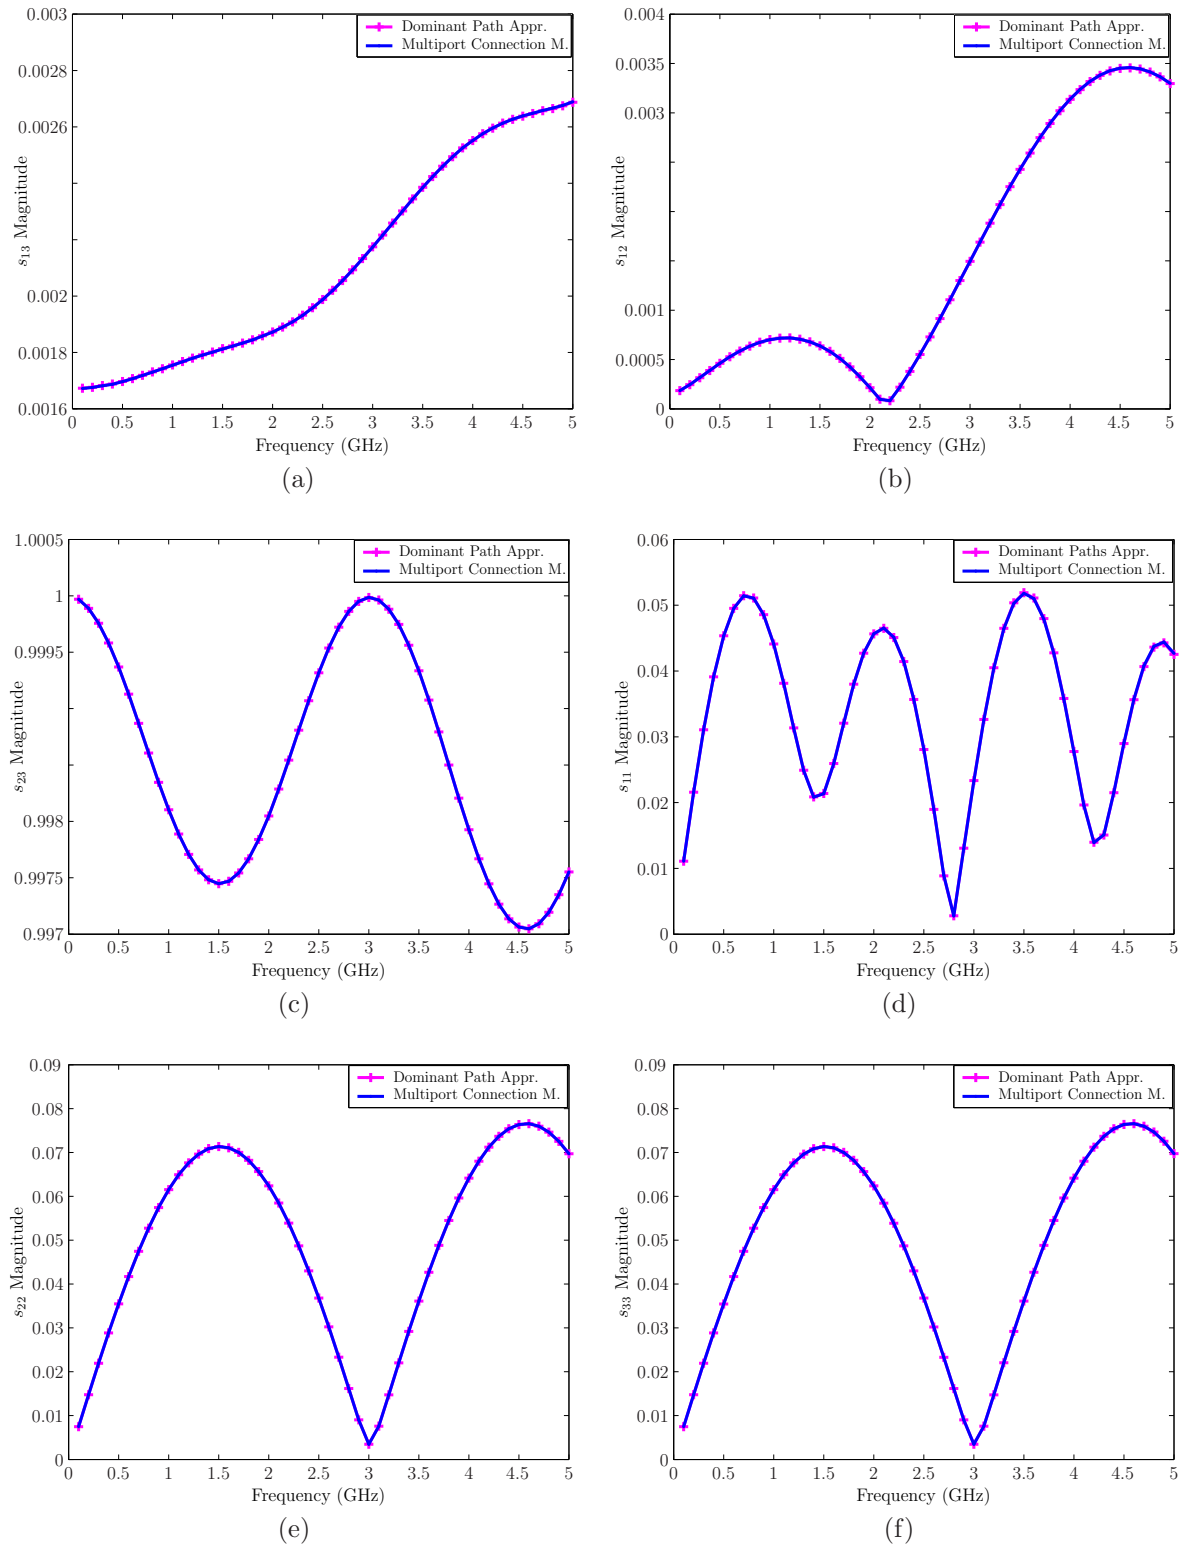 0.003
0.0028
0.0026
0.002
0.0018
0.0016
s13 Magnitude
Dominant Path Appr.
Multiport Connection M.
0 0.5 1 1.5 2 2.5 3 3.5 4 4.5 5
Frequency (GHz)
(a)
0.004
0.0035
0.003
0.001
0.0005
0
s12 Magnitude
Dominant Path Appr.
Multiport Connection M.
0 0.5 1 1.5 2 2.5 3 3.5 4 4.5 5
Frequency (GHz)
(b)
1.0005
1
0.9995
0.998
0.9975
0.997
s23 Magnitude
Dominant Path Appr.
Multiport Connection M.
0 0.5 1 1.5 2 2.5 3 3.5 4 4.5 5
Frequency (GHz)
(c)
0.06
0.05
0.04
0.03
0.02
0.01
0
s11 Magnitude
Dominant Paths Appr.
Multiport Connection M.
0 0.5 1 1.5 2 2.5 3 3.5 4 4.5 5
Frequency (GHz)
(d)
0.09
0.08
0.07
0.06
0.05
0.04
0.03
0.02
0.01
0
s22 Magnitude
Dominant Path Appr.
Multiport Connection M.
0 0.5 1 1.5 2 2.5 3 3.5 4 4.5 5
Frequency (GHz)
(e)
0.09
0.08
0.07
0.06
0.05
0.04
0.03
0.02
0.01
0
s33 Magnitude
Dominant Path Appr.
Multiport Connection M.
0 0.5 1 1.5 2 2.5 3 3.5 4 4.5 5
Frequency (GHz)
(f)